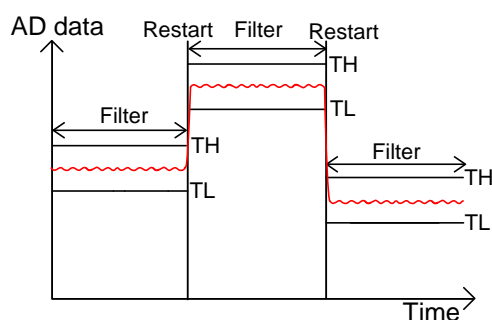 AD data
Restart Filter Restart
TH
TL
Filter
TH
TL
Filter
TH
TL
Time